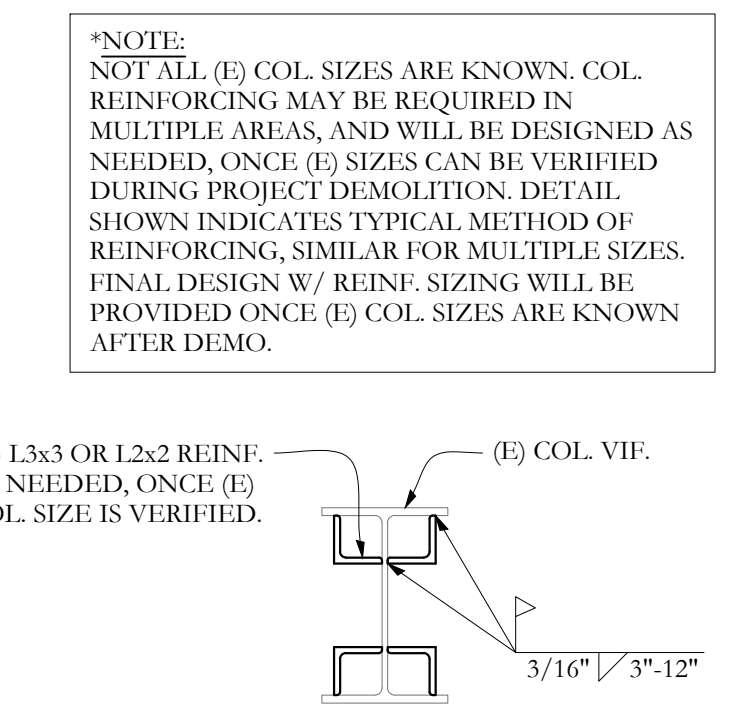 *NOTE:
NOT ALL (E) COL. SIZES ARE KNOWN. COL.
REINFORCING MAY BE REQUIRED IN
MULTIPLE AREAS, AND WILL BE DESIGNED AS
NEEDED, ONCE (E) SIZES CAN BE VERIFIED
DURING PROJECT DEMOLITION. DETAIL
SHOWN INDICATES TYPICAL METHOD OF
REINFORCING, SIMILAR FOR MULTIPLE SIZES.
FINAL DESIGN W/ REINF. SIZING WILL BE
PROVIDED ONCE (E) COL. SIZES ARE KNOWN
AFTER DEMO.
L3x3 OR L2x2 REINF.
NEEDED, ONCE (E)
OL. SIZE IS VERIFIED.
(E) COL. VIF.
3/16" 3"-12"